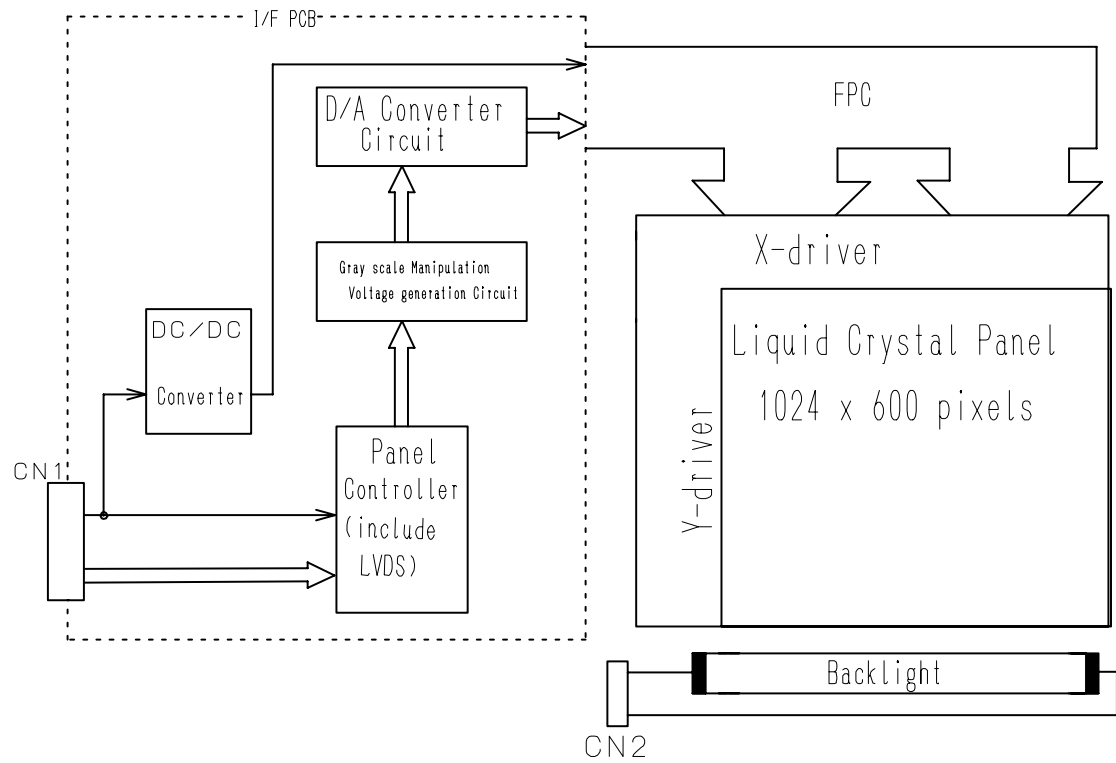 I/F PCB
FPC
D/A Converter
Circuit
X-driver
Gray scale Manipulation
Voltage generation Circuit
DC/DC
Converter
Liquid Crystal Panel
1024 x 600 pixels
Y-driver
CN1
Panel
Controller
(include
LVDS)
Backlight
CN2